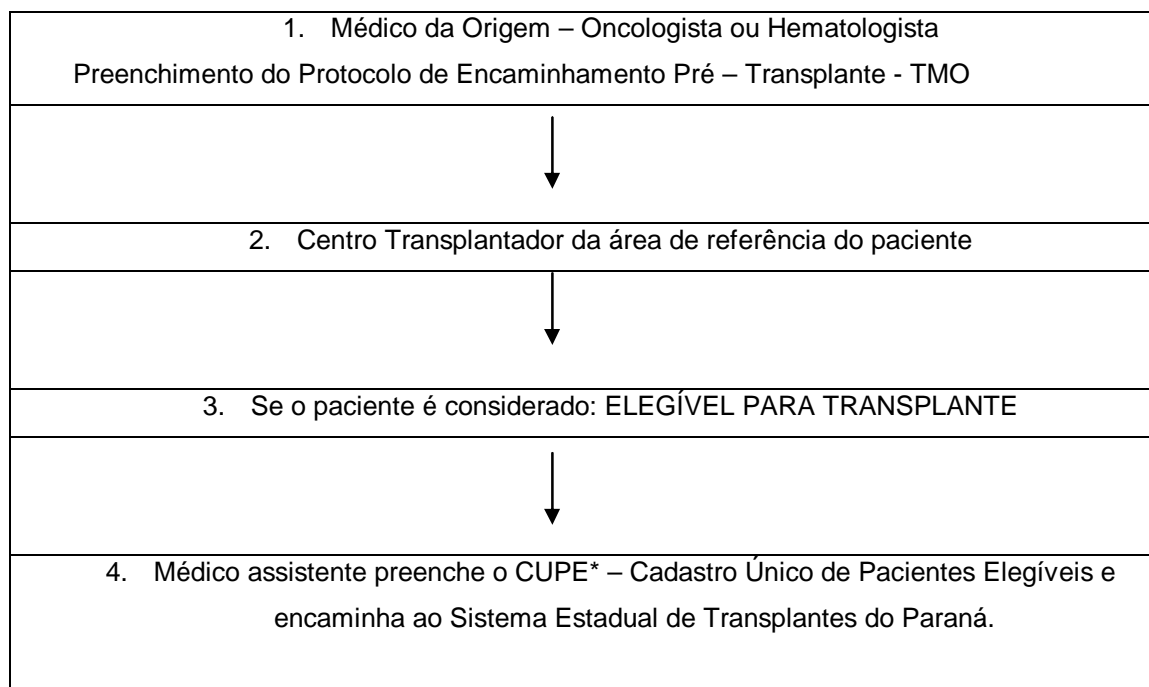 1. Médico da Origem – Oncologista ou Hematologista
Preenchimento do Protocolo de Encaminhamento Pré – Transplante - TMO
2. Centro Transplantador da área de referência do paciente
3. Se o paciente é considerado: ELEGÍVEL PARA TRANSPLANTE
4. Médico assistente preenche o CUPE* – Cadastro Único de Pacientes Elegíveis e
encaminha ao Sistema Estadual de Transplantes do Paraná.